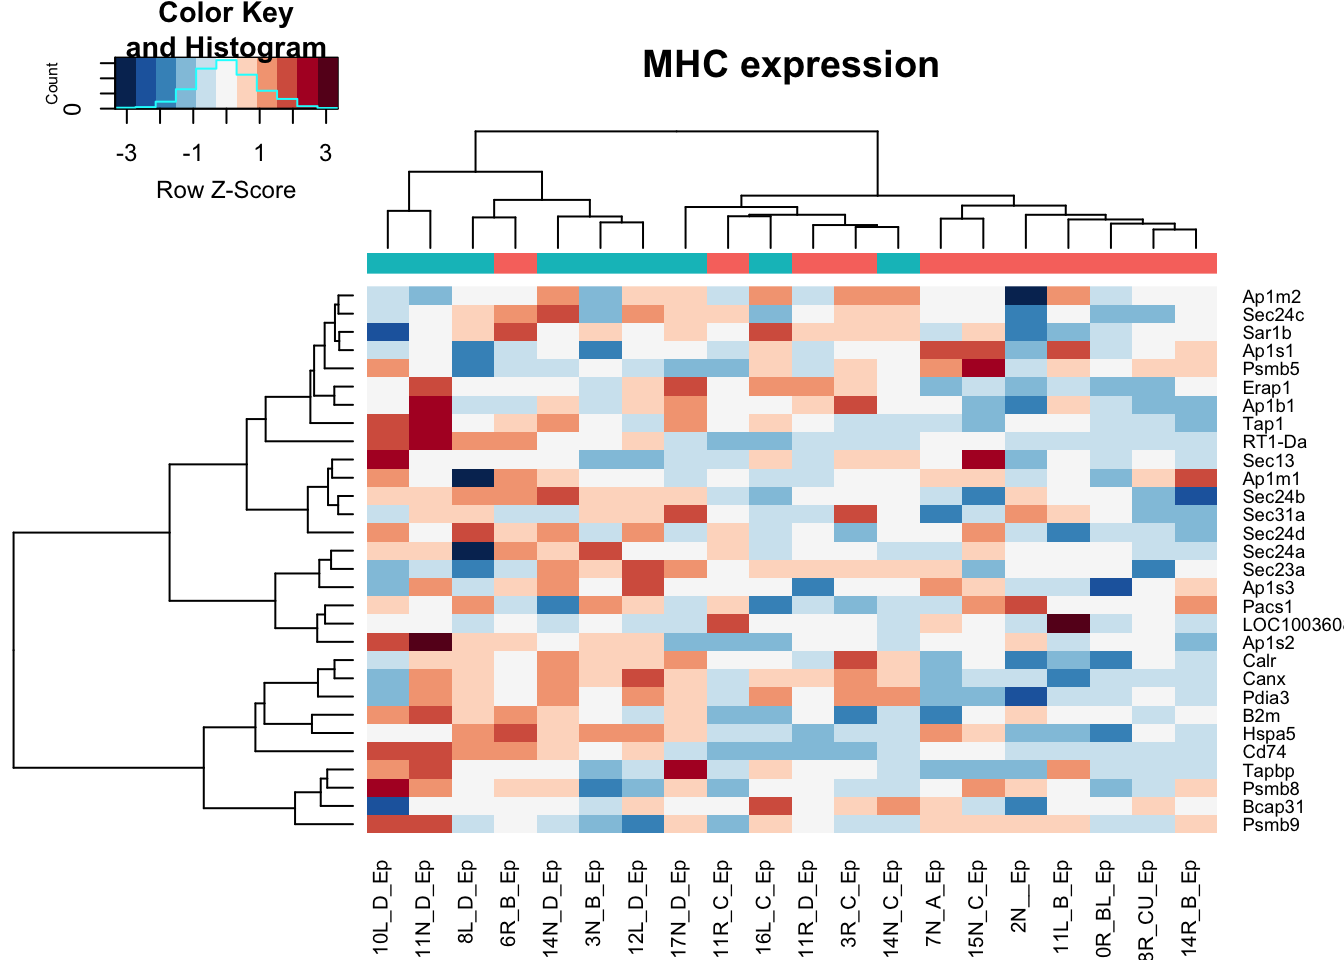 Color Key
and Histogram
MHC expression
Count
0
-3 -1 1 3
Row Z-Score
Ap1m2
Sec24c
Sar1b
Ap1s1
Psmb5
Erap1
Ap1b1
Tap1
RT1-Da
Sec13
Ap1m1
Sec24b
Sec31a
Sec24d
Sec24a
Sec23a
Ap1s3
Pacs1
LOC100360
Ap1s2
Calr
Canx
Pdia3
B2m
Hspa5
Cd74
Tapbp
Psmb8
Bcap31
Psmb9
10L_D_Ep
11N_D_Ep
8L_D_Ep
6R_B_Ep
14N_D_Ep
3N_B_Ep
12L_D_Ep
17N_D_Ep
11R_C_Ep
16L_C_Ep
11R_D_Ep
3R_C_Ep
14N_C_Ep
7N_A_Ep
15N_C_Ep
2N__Ep
11L_B_Ep
0R_BL_Ep
8R_CU_Ep
14R_B_Ep